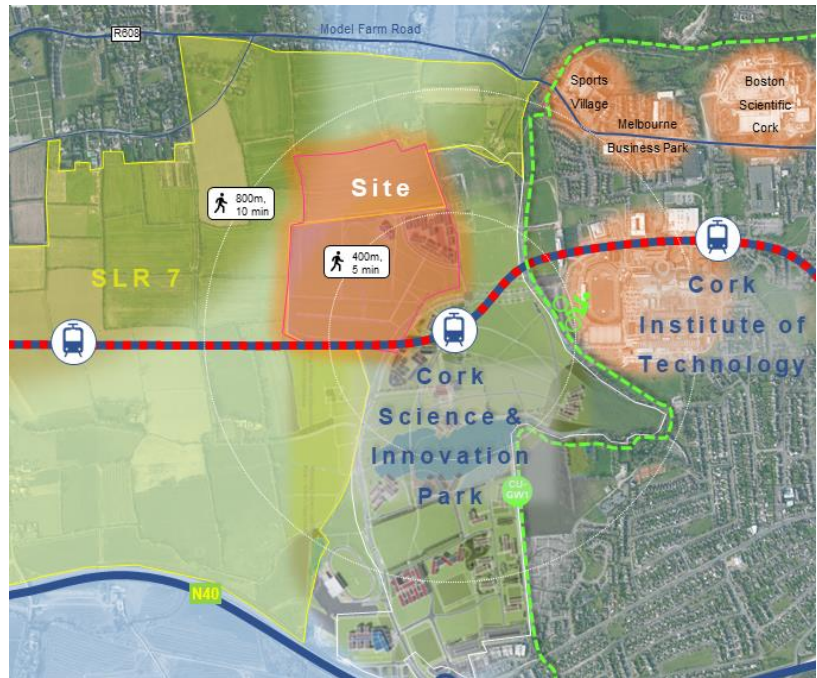 R608
Model Farm Road
Sports
Village
Boston
Scientific
Cork
Melbourne
Business Park
Site
800m,
10 min
400m,
5 min
SLR 7
Cork
Institute of
Technology
Cork
Science &
Innovation
Park
CU-
GW1
N40